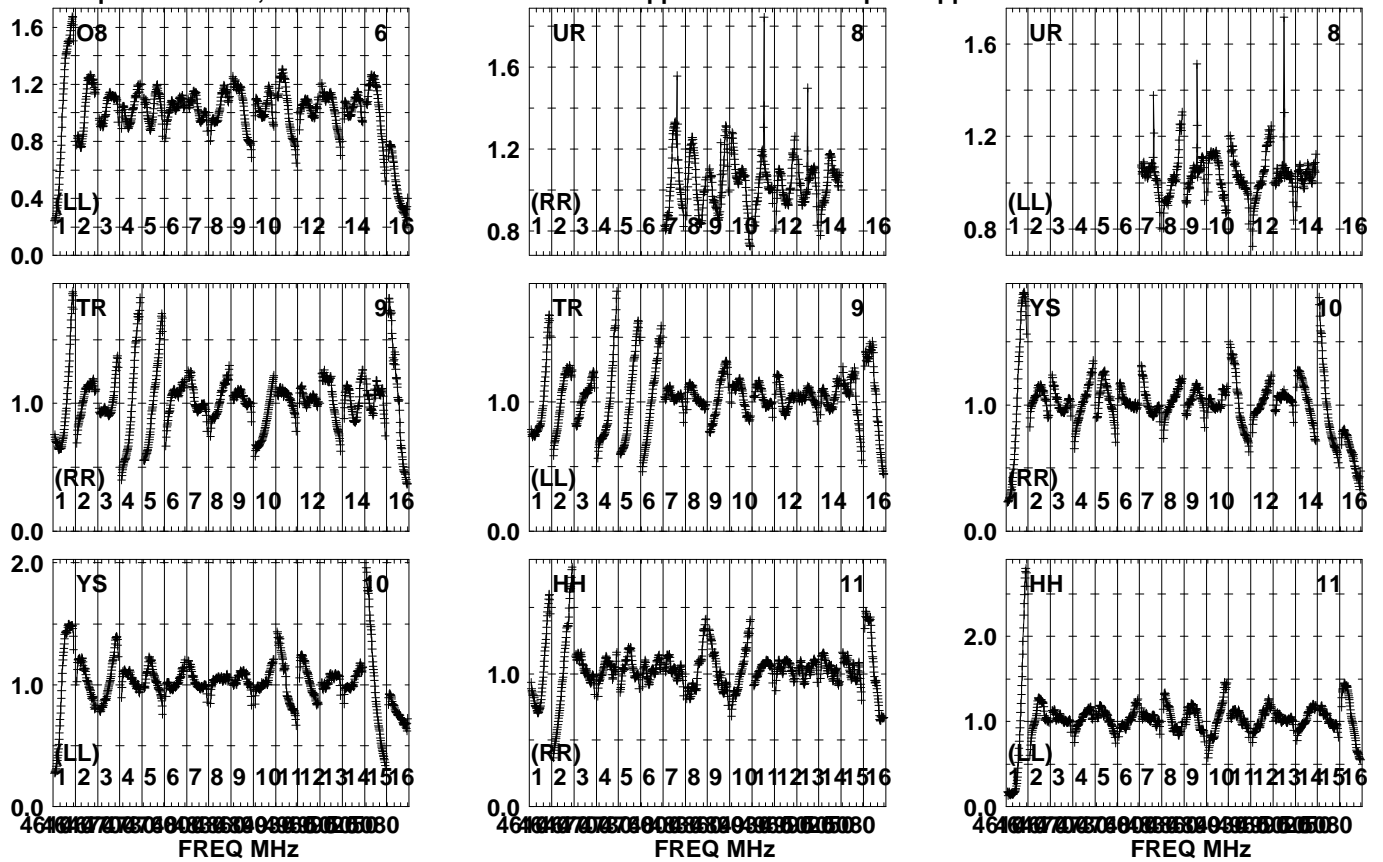 1.6 O8 6
1.2
0.8
0.4
(LL)
1 2 3 4 5 6 7 8 9 10 12 14 16
0.0
UR 8
1.6
1.2
(RR)
0.8
1 2 3 4 5 6 7 8 9 10 12 14 16
1.6 UR 8
1.2
(LL)
0.8
1 2 3 4 5 6 7 8 9 10 12 14 16
TR 9
1.0
(RR)
1 2 3 4 5 6 7 8 9 10 12 14 16
0.0
TR 9
1.0
(LL)
1 2 3 4 5 6 7 8 9 10 12 14 16
0.0
YS 10
1.0
(RR)
1 2 3 4 5 6 7 8 9 10 12 14 16
0.0
2.0 YS 10
1.0
(LL)
1 2 3 4 5 6 7 8 9 10 11 12 13 14 15 16
0.0
FREQ MHz
HH 11
1.0
(RR)
1 2 3 4 5 6 7 8 9 10 11 12 13 14 15 16
0.0
FREQ MHz
HH 11
2.0
1.0
(LL)
1 2 3 4 5 6 7 8 9 10 11 12 13 14 15 16
0.0
FREQ MHz